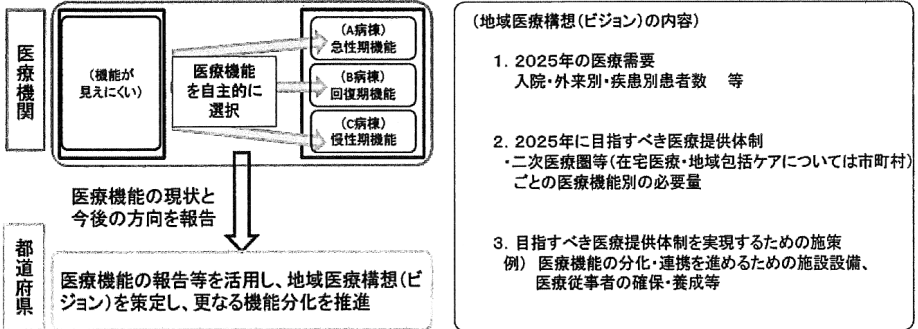 医療機関
(機能が
見えにくい)
医療機能
を自主的に
選択
(A病棟)
急性期機能
(B病棟)
回復期機能
(C病棟)
慢性期機能
医療機能の現状と
今後の方向を報告
都道府県
医療機能の報告等を活用し、地域医療構想(ビ
ジョン)を策定し、更なる機能分化を推進
(地域医療構想(ビジョン)の内容)
1. 2025年の医療需要
入院・外来別・疾患別患者数 等
2. 2025年に目指すべき医療提供体制
・二次医療圏等(在宅医療・地域包括ケアについては市町村)
ごとの医療機能別の必要量
3. 目指すべき医療提供体制を実現するための施策
例) 医療機能の分化・連携を進めるための施設設備、
医療従事者の確保・養成等